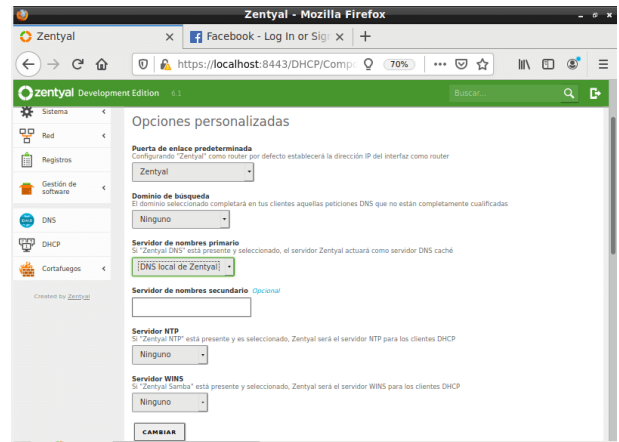 Zentyal - Mozilla Firefox
Zentyal
Facebook - Log In or Sign
https://localhost:8443/DHCP/Compo
70%
zentyal Development Edition 6.1
Buscar...
Sistema
Red
Registros
Gestión de
software
DNS
DHCP
Cortafuegos
Created by Zentyal
Opciones personalizadas
Puerta de enlace predeterminada
Configurando "Zentyal" como router por defecto establecerá la dirección IP del interfaz como router
Zentyal
Dominio de búsqueda
El dominio seleccionado completará en tus clientes aquellas peticiones DNS que no están completamente cualificadas
Ninguno
Servidor de nombres primario
Si "Zentyal DNS" está presente y seleccionado, el servidor Zentyal actuará como servidor DNS caché
DNS local de Zentyal
Servidor de nombres secundario Opcional
Servidor NTP
Si "Zentyal NTP" está presente y es seleccionado, Zentyal será el servidor NTP para los clientes DHCP
Ninguno
Servidor WINS
Si "Zentyal Samba" está presente y seleccionado, Zentyal será el servidor WINS para los clientes DHCP
Ninguno
CAMBIAR